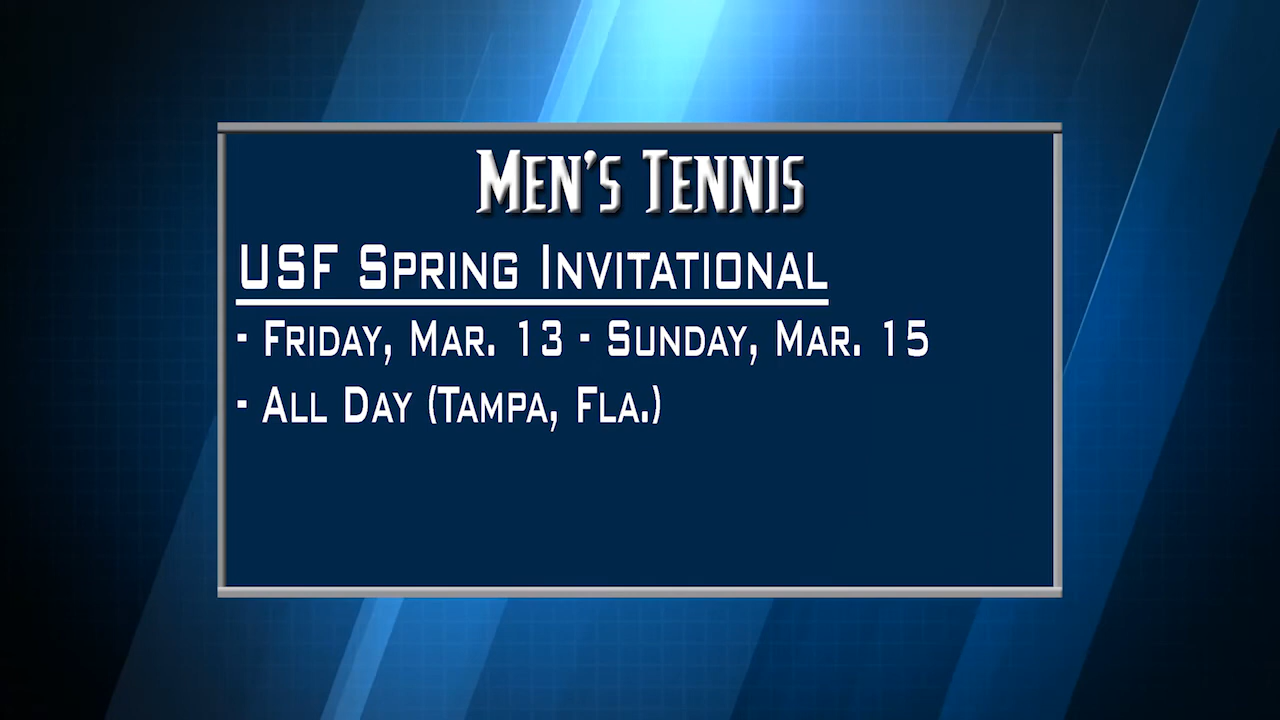 Men's Tennis
USF Spring Invitational
- Friday, Mar. 13 - Sunday, Mar. 15
- All Day (Tampa, Fla.)